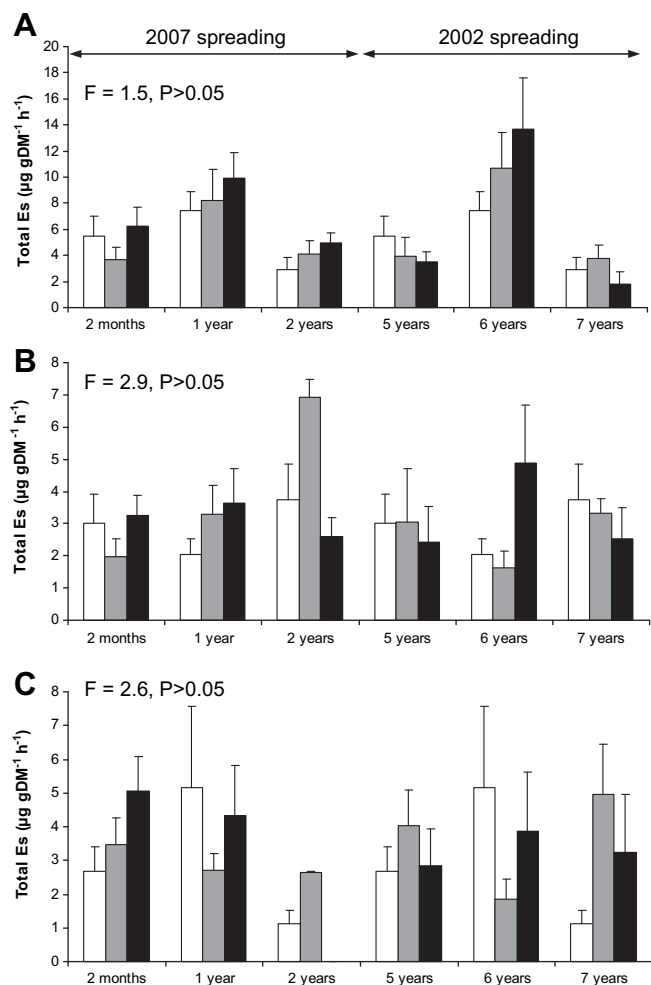 A
2007 spreading 2002 spreading
F = 1.5, P>0.05
Total Es (µg gDM⁻¹ h⁻¹)
20
18
16
14
12
10
8
6
4
2
0
2 months 1 year 2 years 5 years 6 years 7 years
B
F = 2.9, P>0.05
Total Es (µg gDM⁻¹ h⁻¹)
8
7
6
5
4
3
2
1
0
2 months 1 year 2 years 5 years 6 years 7 years
C
F = 2.6, P>0.05
Total Es (µg gDM⁻¹ h⁻¹)
8
7
6
5
4
3
2
1
0
2 months 1 year 2 years 5 years 6 years 7 years